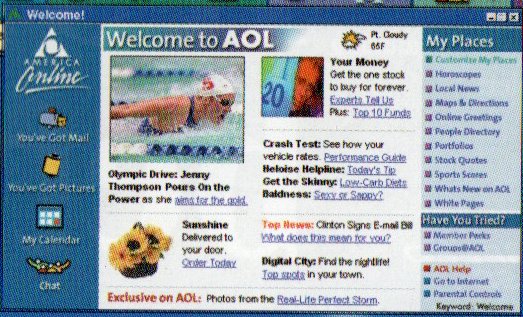 Welcome!
AMERICA
Online
You've Got Mail
You've Got Pictures
My Calendar
Chat
Welcome to AOL
Pt. Cloudy
66F
Olympic Drive: Jenny
Thompson Pours On the
Power as she aims for the gold.
Sunshine
Delivered to
your door.
Order Today
20
Your Money
Get the one stock
to buy for forever.
Experts Tell Us
Plus: Top 10 Funds
Crash Test: See how your
vehicle rates. Performance Guide
Heloise Helpline: Today's Tip
Get the Skinny: Low-Carb Diets
Baldness: Sexy or Sappy?
Top News: Clinton Signs E-mail Bill
What does this mean for you?
Digital City: Find the nightlife!
Top spots in your town.
Exclusive on AOL: Photos from the Real-Life Perfect Storm.
My Places
Customize My Places
Horoscopes
Local News
Maps & Directions
Online Greetings
People Directory
Portfolios
Stock Quotes
Sports Scores
Whats New on AOL
White Pages
Have You Tried?
Member Perks
Groups@AOL
AOL Help
Go to Internet
Parental Controls
Keyword: Welcome